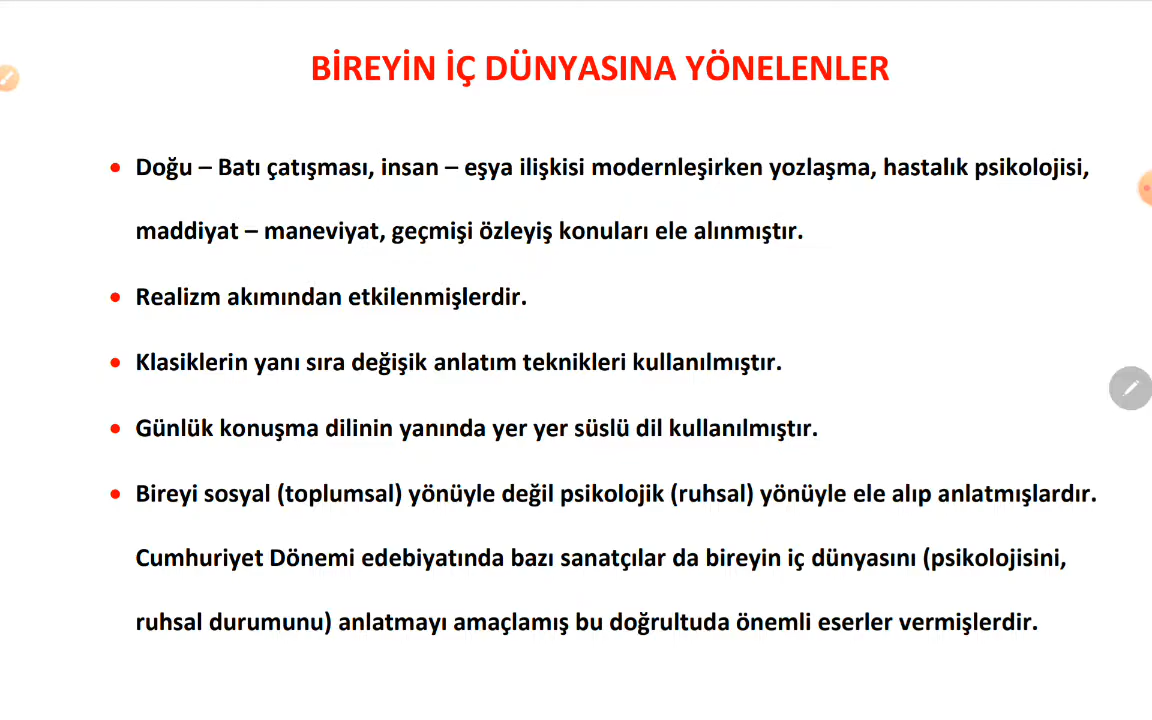 BİREYİN İÇ DÜNYASINA YÖNELENLER
• Doğu – Batı çatışması, insan – eşya ilişkisi modernleşirken yozlaşma, hastalık psikolojisi,
maddiyat – maneviyat, geçmişi özleyiş konuları ele alınmıştır.
• Realizm akımından etkilenmişlerdir.
• Klasiklerin yanı sıra değişik anlatım teknikleri kullanılmıştır.
• Günlük konuşma dilinin yanında yer yer süslü dil kullanılmıştır.
• Bireyi sosyal (toplumsal) yönüyle değil psikolojik (ruhsal) yönüyle ele alıp anlatmışlardır.
Cumhuriyet Dönemi edebiyatında bazı sanatçılar da bireyin iç dünyasını (psikolojisini,
ruhsal durumunu) anlatmayı amaçlamış bu doğrultuda önemli eserler vermişlerdir.